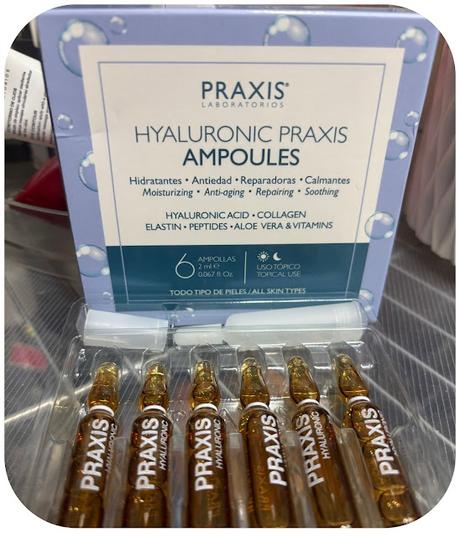 PRAXIS®
LABORATORIOS
HYALURONIC PRAXIS
AMPOULES
Hidratantes • Antiedad • Reparadoras • Calmantes
Moisturizing • Anti-aging • Repairing • Soothing
HYALURONIC ACID • COLLAGEN
ELASTIN • PEPTIDES • ALOE VERA & VITAMINS
6 AMPOLLAS
2 ml ℮
0.067 fl. Oz.
USO TÓPICO
TOPICAL USE
TODO TIPO DE PIELES / ALL SKIN TYPES
PRAXIS HYALURONIC
PRAXIS HYALURONIC
PRAXIS HYALURONIC
PRAXIS
PRAXIS HYALURONIC
PRAXIS HYALURONIC